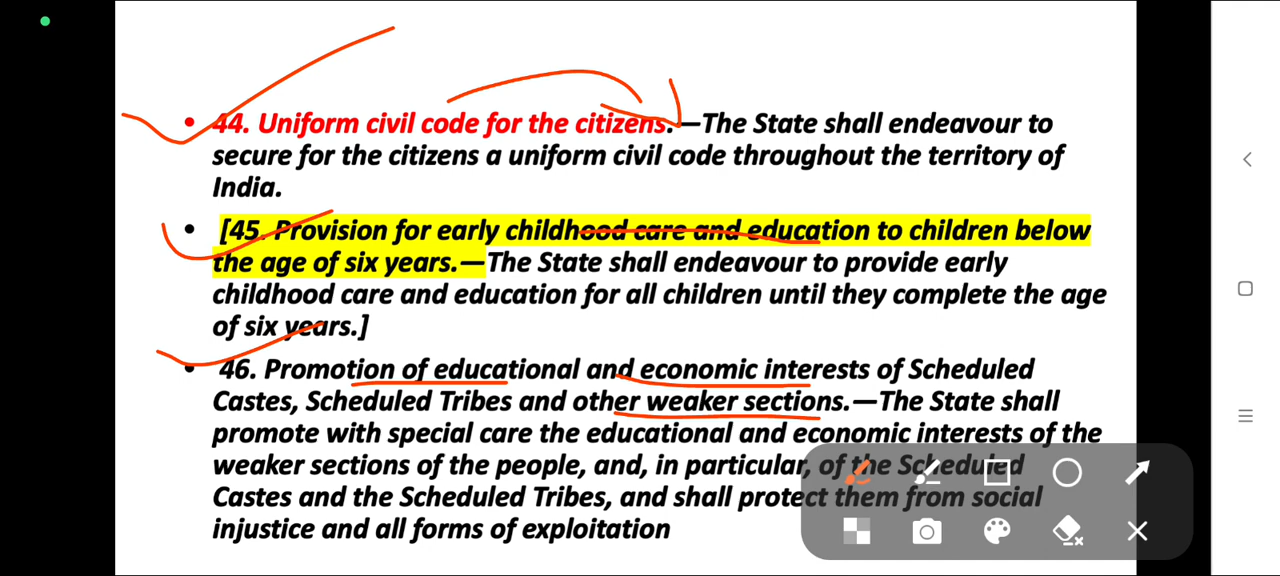 • 44. Uniform civil code for the citizens.—The State shall endeavour to
secure for the citizens a uniform civil code throughout the territory of
India.
• [45. Provision for early childhood care and education to children below
the age of six years.—The State shall endeavour to provide early
childhood care and education for all children until they complete the age
of six years.]
• 46. Promotion of educational and economic interests of Scheduled
Castes, Scheduled Tribes and other weaker sections.—The State shall
promote with special care the educational and economic interests of the
weaker sections of the people, and, in particular, of the Scheduled
Castes and the Scheduled Tribes, and shall protect them from social
injustice and all forms of exploitation